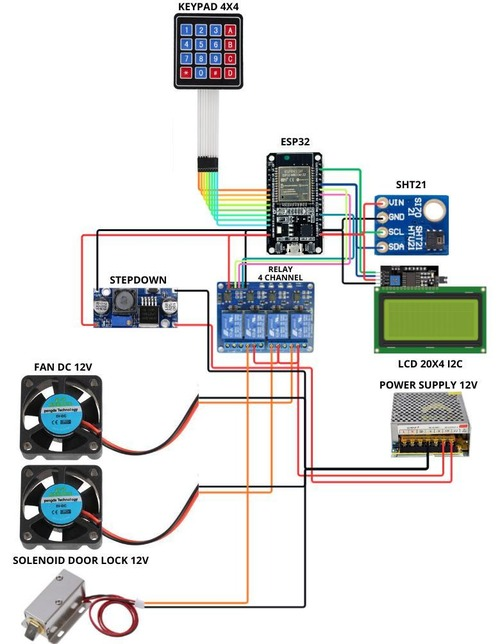 KEYPAD 4X4
1 2 3 A
4 5 6 B
7 8 9 C
* 0 # D
ESP32
SHT21
VIN
GND
SCL
SDA
RELAY
4 CHANNEL
STEPDOWN
LCD 20X4 I2C
FAN DC 12V
POWER SUPPLY 12V
SOLENOID DOOR LOCK 12V